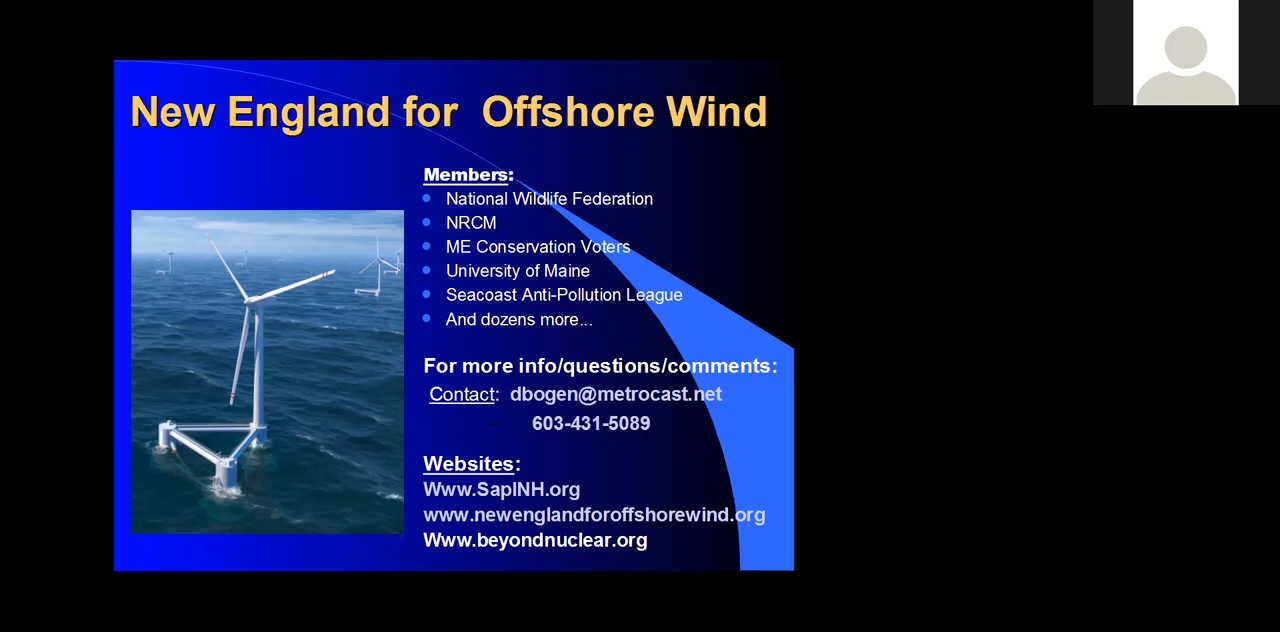 New England for Offshore Wind
Members:
National Wildlife Federation
NRCM
ME Conservation Voters
University of Maine
Seacoast Anti-Pollution League
And dozens more...
For more info/questions/comments:
Contact: dbogen@metrocast.net
603-431-5089
Websites:
Www.SaplNH.org
www.newenglandforoffshorewind.org
Www.beyondnuclear.org